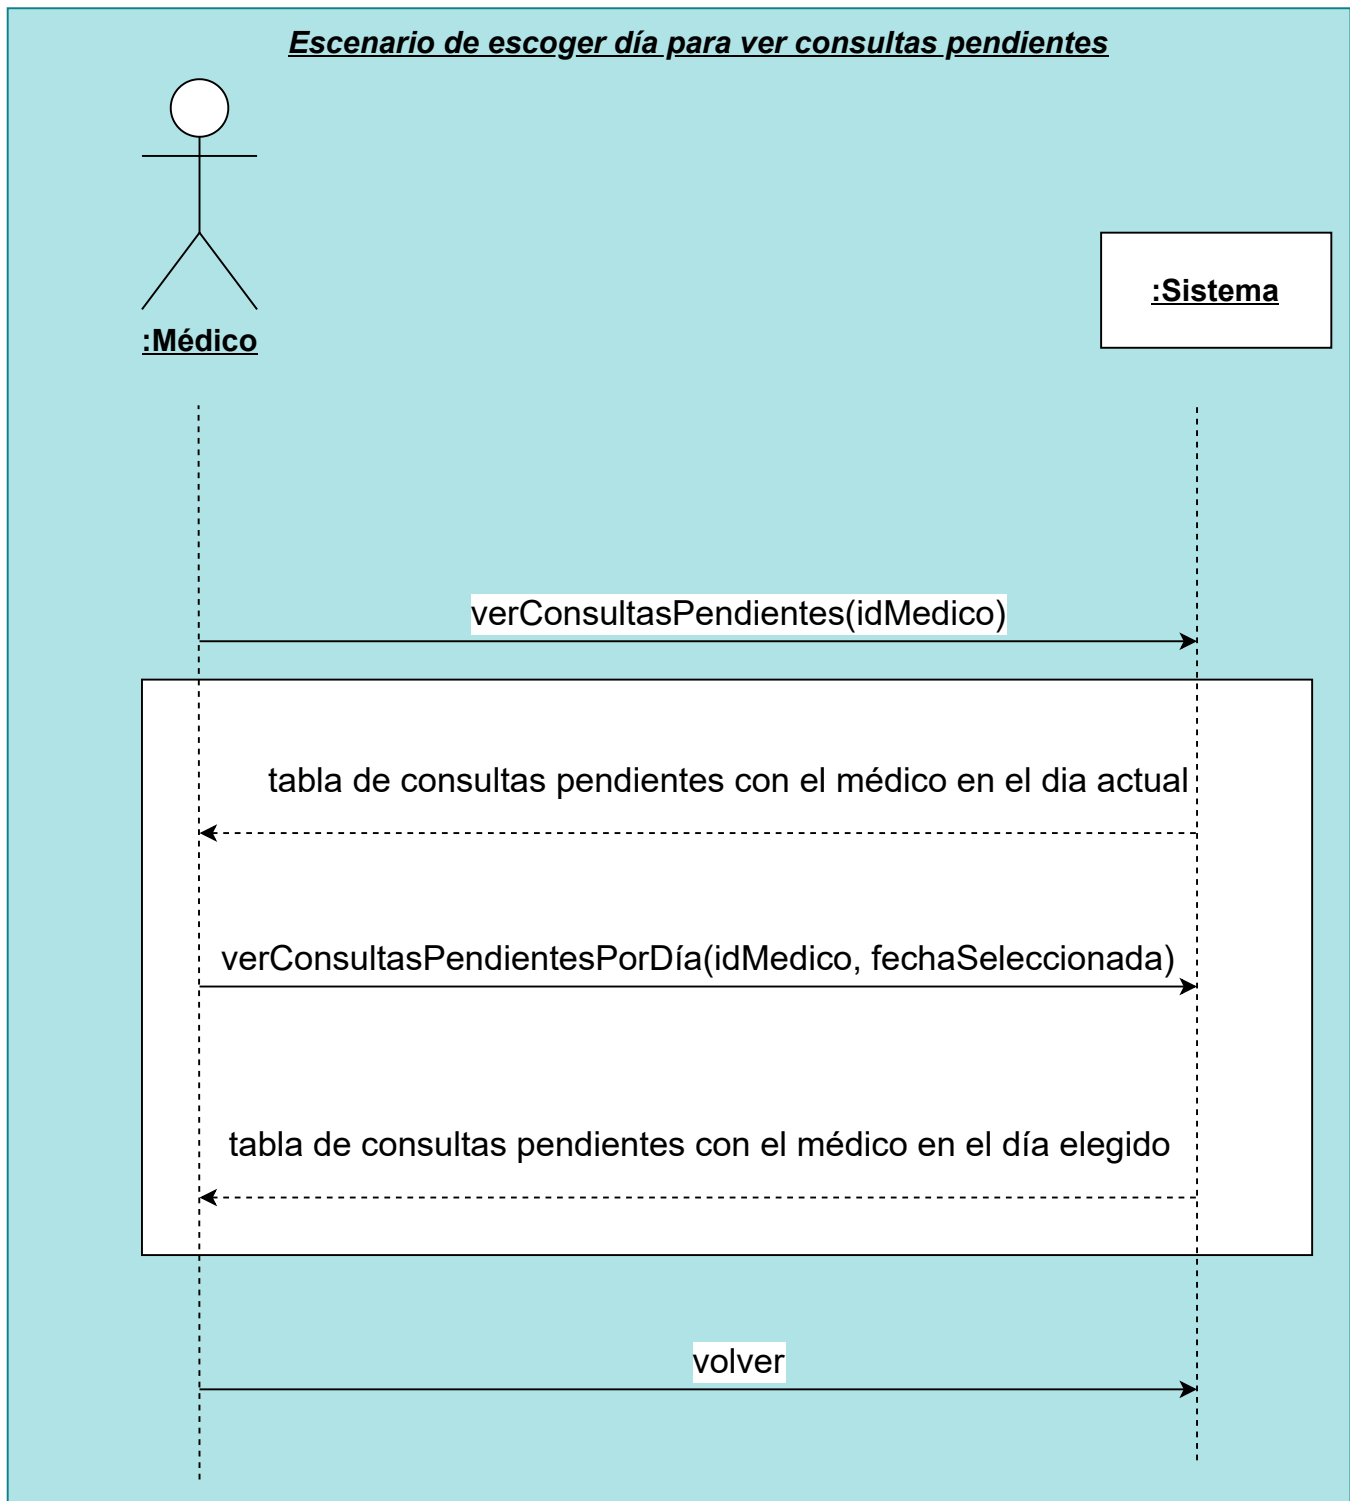 Escenario de escoger día para ver consultas pendientes
:Sistema
:Médico
verConsultasPendientes(idMedico)
tabla de consultas pendientes con el médico en el dia actual
verConsultasPendientesPorDía(idMedico, fechaSeleccionada)
tabla de consultas pendientes con el médico en el día elegido
volver